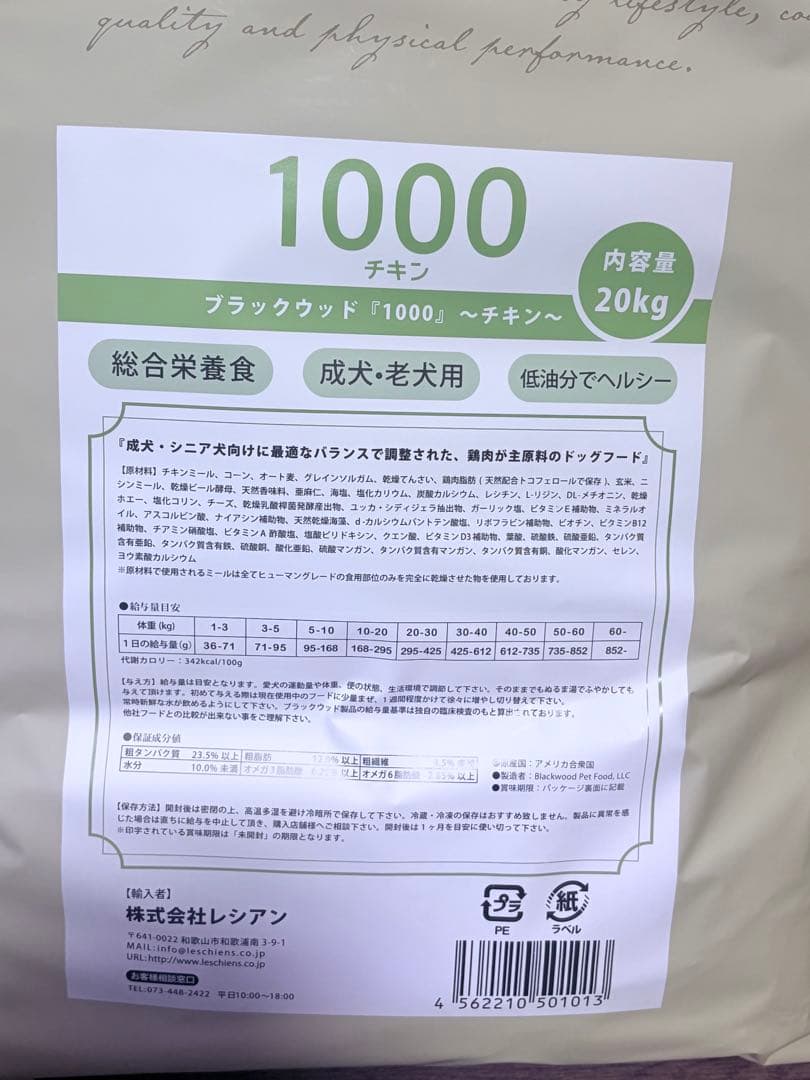 lifestyle,
quality and physical performance.
1000
チキン
内容量
20kg
ブラックウッド『1000』～チキン～
総合栄養食
成犬・老犬用
低油分でヘルシー
『成犬・シニア犬向けに最適なバランスで調整された、鶏肉が主原料のドッグフード』
【原材料】チキンミール、コーン、オート麦、グレインソルガム、乾燥てんさい、鶏肉脂肪 (天然配合トコフェロールで保存)、玄米、ニ
シンミール、乾燥ビール酵母、天然香味料、亜麻仁、海塩、塩化カリウム、炭酸カルシウム、レシチン、L-リジン、DL-メチオニン、乾燥
ホエー、塩化コリン、チーズ、乾燥乳酸桿菌発酵産出物、ユッカ・シディジェラ抽出物、ガーリック塩、ビタミンE補助物、ミネラルオ
イル、アスコルビン酸、ナイアシン補助物、天然乾燥海藻、d-カルシウムパントテン酸塩、リボフラビン補助物、ビオチン、ビタミンB12
補助物、チアミン硝酸塩、ビタミンA 酢酸塩、塩酸ピリドキシン、クエン酸、ビタミンD3補助物、葉酸、硫酸鉄、硫酸亜鉛、タンパク質
含有亜鉛、タンパク質含有鉄、硫酸銅、酸化亜鉛、硫酸マンガン、タンパク質含有マンガン、タンパク質含有銅、酸化マンガン、セレン、
ヨウ素酸カルシウム
※原材料で使用されるミールは全てヒューマングレードの食用部位のみを完全に乾燥させた物を使用しております。
●給与量目安
体重 (kg) 1-3 3-5 5-10 10-20 20-30 30-40 40-50 50-60 60-
1日の給与量(g) 36-71 71-95 95-168 168-295 295-425 425-612 612-735 735-852 852-
代謝カロリー：342kcal/100g
【与え方】給与量は目安となります。愛犬の運動量や体重、便の状態、生活環境で調節して下さい。そのままでもぬるま湯でふやかしても
与えて頂けます。初めて与える際は現在使用中のフードに少量まぜ、1週間程度かけて徐々に増やし切り替えて下さい。
常時新鮮な水が飲めるようにして下さい。ブラックウッド製品の給与量基準は独自の臨床検査のもと算出されております。
他社フードとの比較が出来ない事をご理解下さい。
●保証成分値
粗タンパク質 23.5% 以上 粗脂肪 以上 粗繊維
水分 10.0% 未満 オメガ3脂肪酸 以上 オメガ6脂肪酸 以上
●原産国：アメリカ合衆国
●製造者：Blackwood Pet Food, LLC
●賞味期限：パッケージ裏面に記載
【保存方法】開封後は密閉の上、高温多湿を避け冷暗所で保存して下さい。冷蔵・冷凍の保存はおすすめ致しません。製品に異常を感
じた場合は直ちに給与を中止して頂き、購入店舗様へご相談下さい。開封後は1ヶ月を目安に使い切って下さい。
※印字されている賞味期限は「未開封」の期限となります。
【輸入者】
株式会社レシアン
〒641-0022 和歌山市和歌浦南 3-9-1
MAIL:info@leschiens.co.jp
URL:http://www.leschiens.co.jp
お客様相談窓口
TEL:073-448-2422 平日10:00～18:00
プラ
PE
紙
ラベル
4 562210 501013